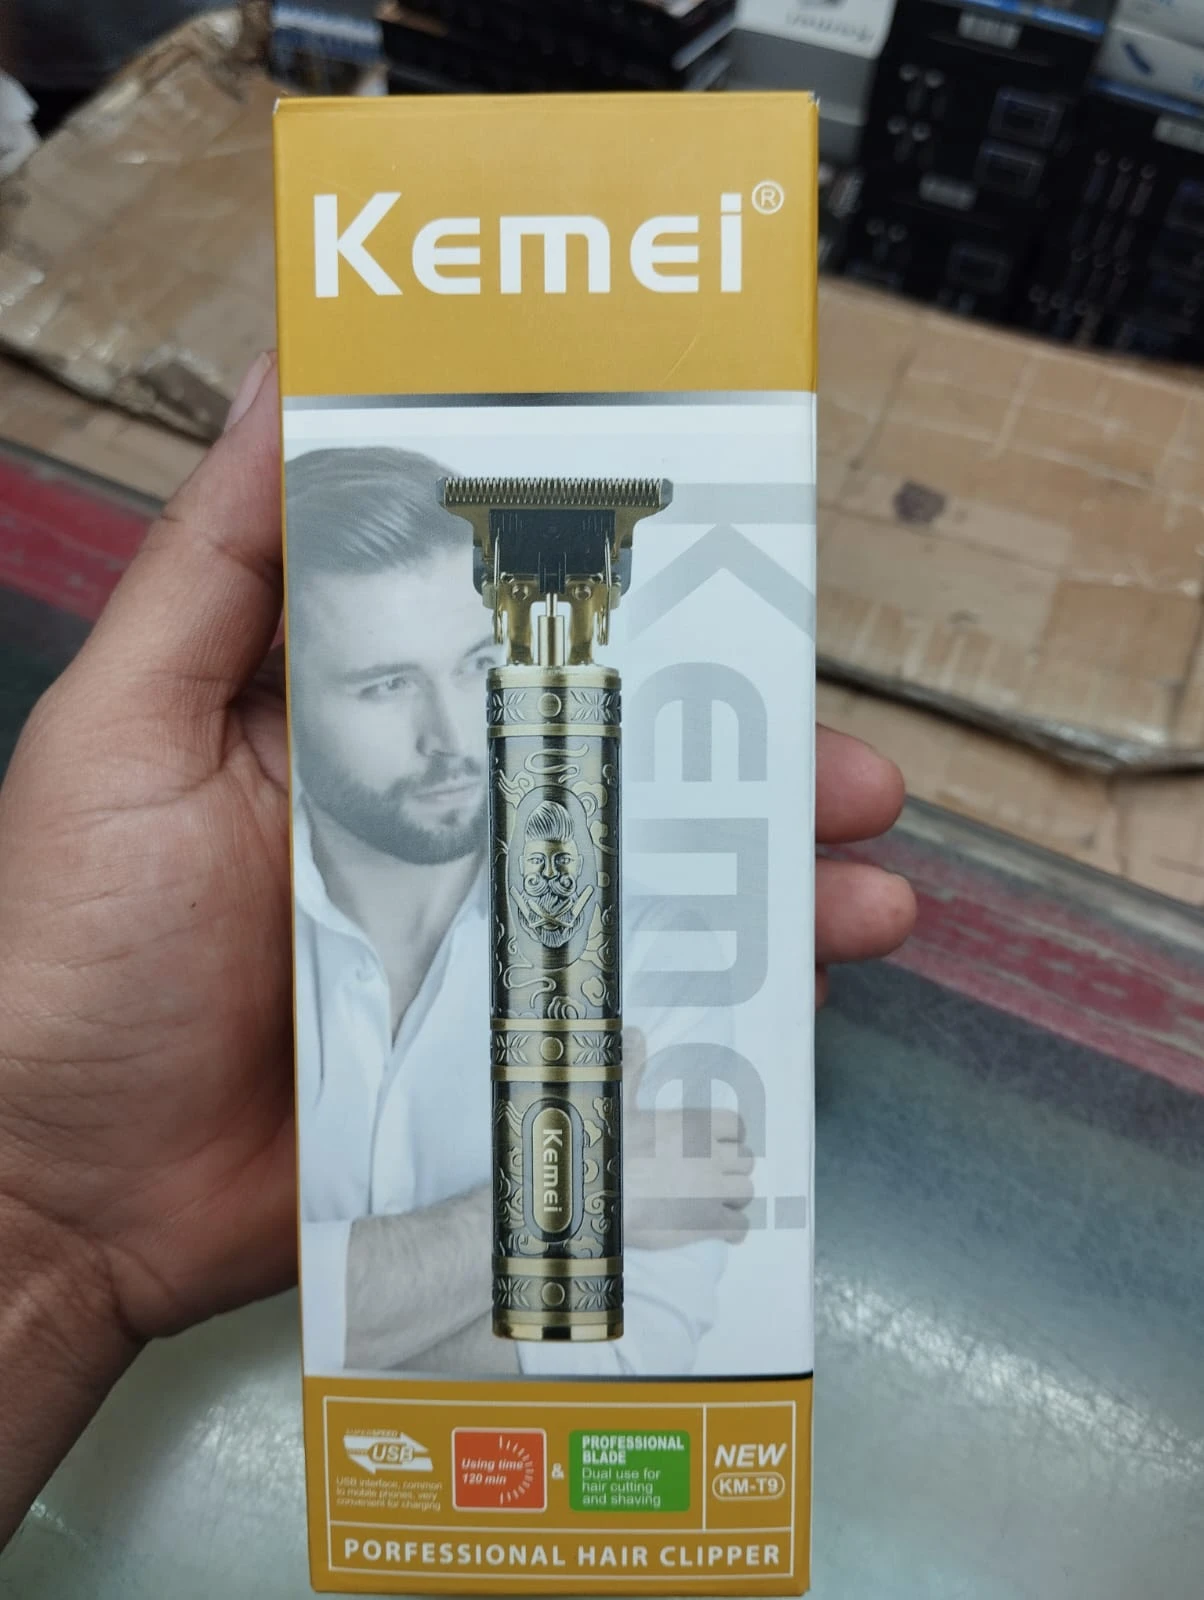 Kemei®
Kemei
Kemei
SUPERSPEED
USB
USB interface, common
to mobile phones, very
convenient for charging
Using time
120 min
&
PROFESSIONAL
BLADE
Dual use for
hair cutting
and shaving
NEW
KM-T9
PORFESSIONAL HAIR CLIPPER